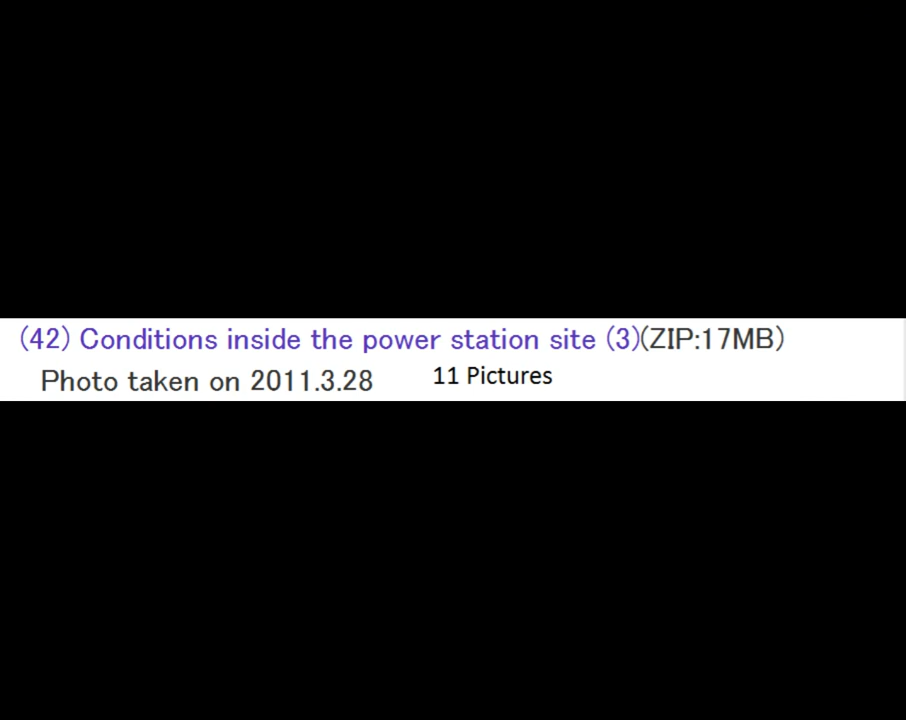 (42) Conditions inside the power station site (3)(ZIP:17MB)
Photo taken on 2011.3.28 11 Pictures